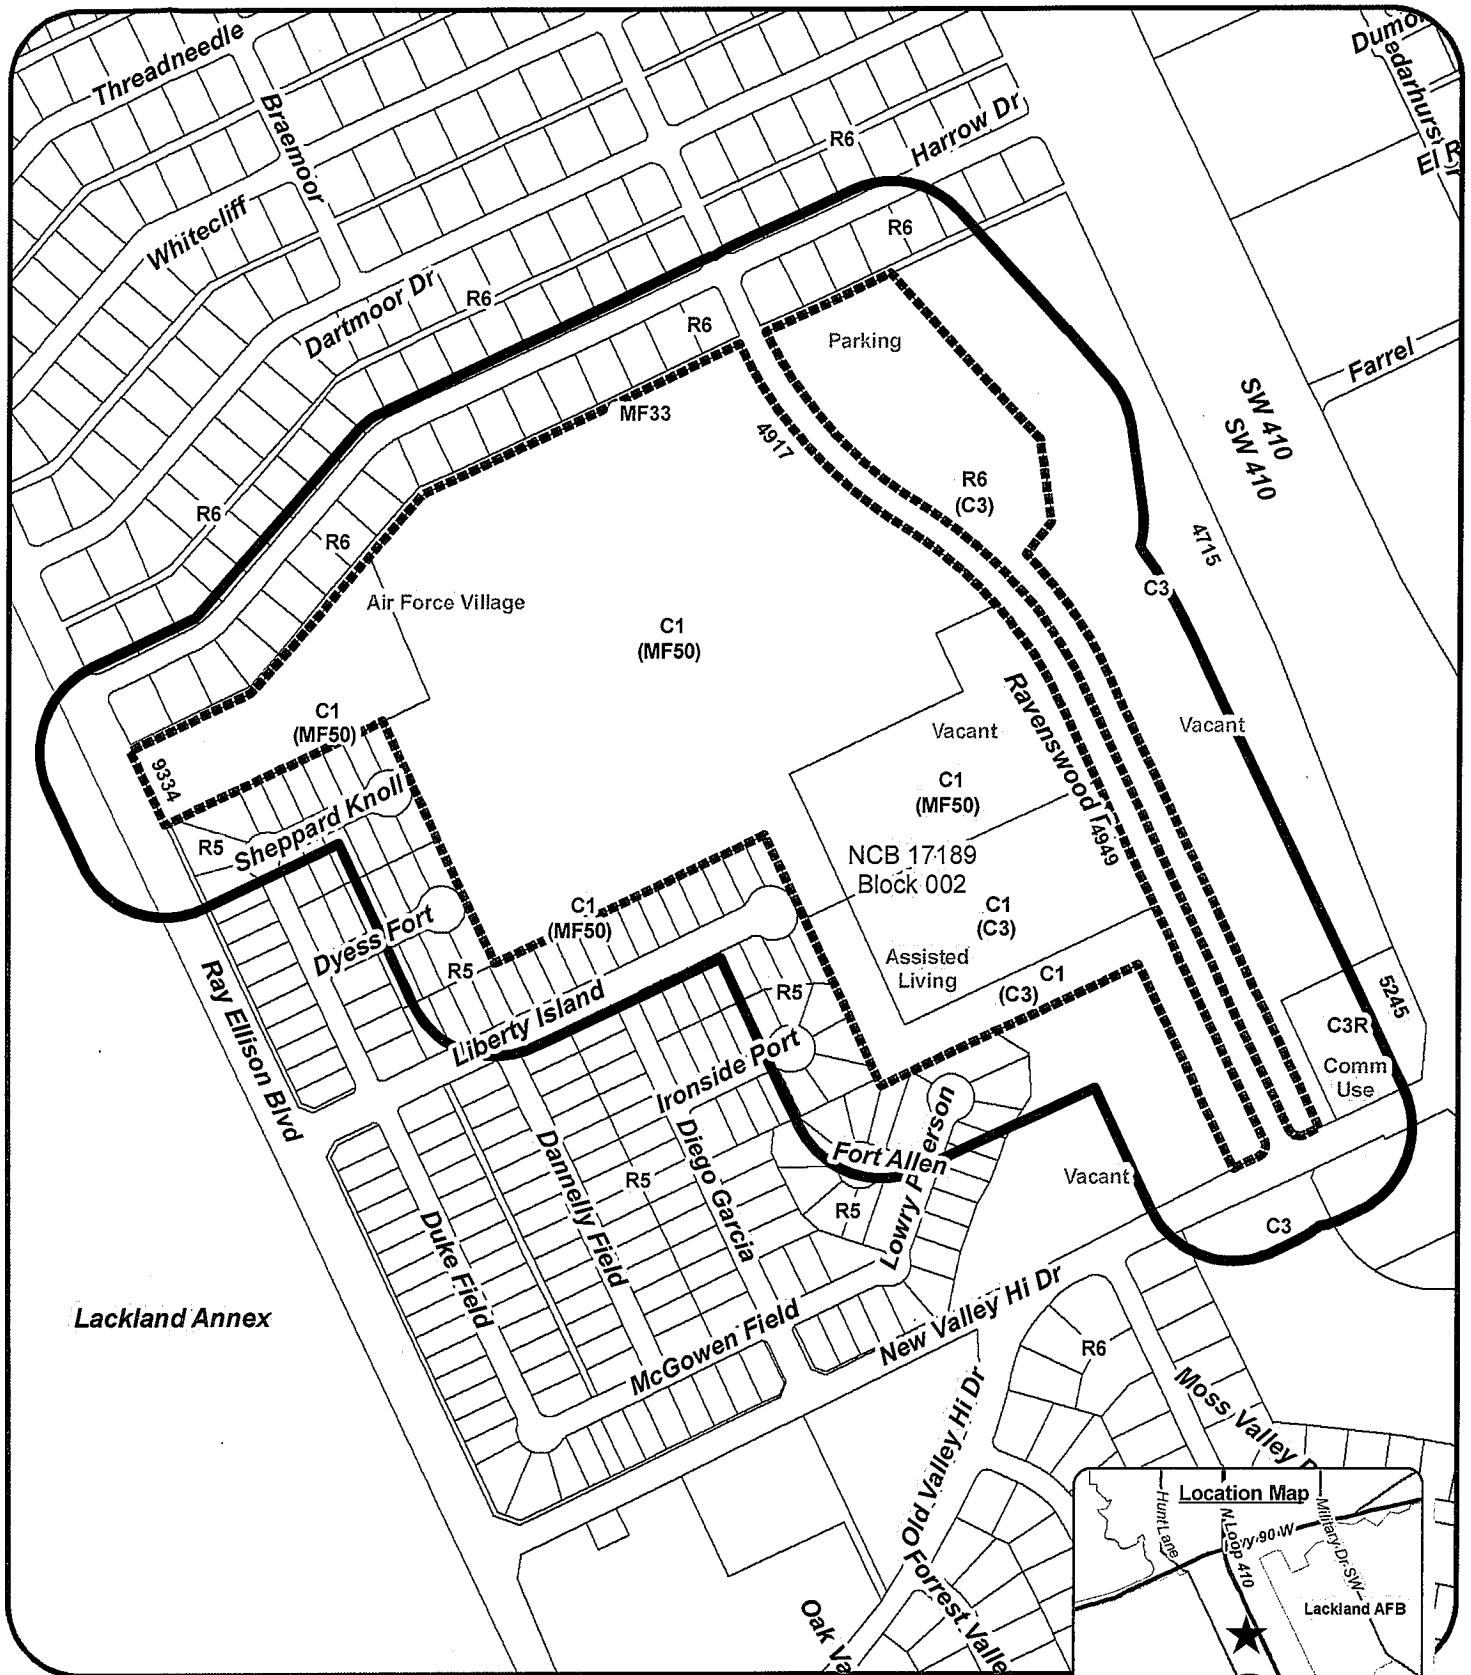 Threadneedle
Braemoor
Whitecliff
Dartmoor Dr
R6
R6
Harrow Dr
R6
R6
Parking
MF33
4917
R6
(C3)
SW 410
SW 410
Farrel
4715
C3
R6
R6
Air Force Village
C1
(MF50)
C1
(MF50)
9334
Sheppard Knoll
R5
Vacant
Ravenswood
Vacant
C1
(MF50)
4949
NCB 17189
Block 002
C1
(MF50)
C1
(C3)
Dyess Fort
R5
Assisted
Living
C1
(C3)
R5
Liberty Island
Ray Ellison Blvd
5245
C3R
Comm
Use
Ironside Port
Fort Allen
Vacant
Dannelly Field
Diego Garcia
R5
R5
Duke Field
C3
Lackland Annex
McGowen Field
New Valley Hi Dr
R6
Old Valley Hi Dr
Moss Valley
Forrest
Oak
Location Map
Hunt Lane
N Loop 410
90 W
Military Dr SW
Lackland AFB